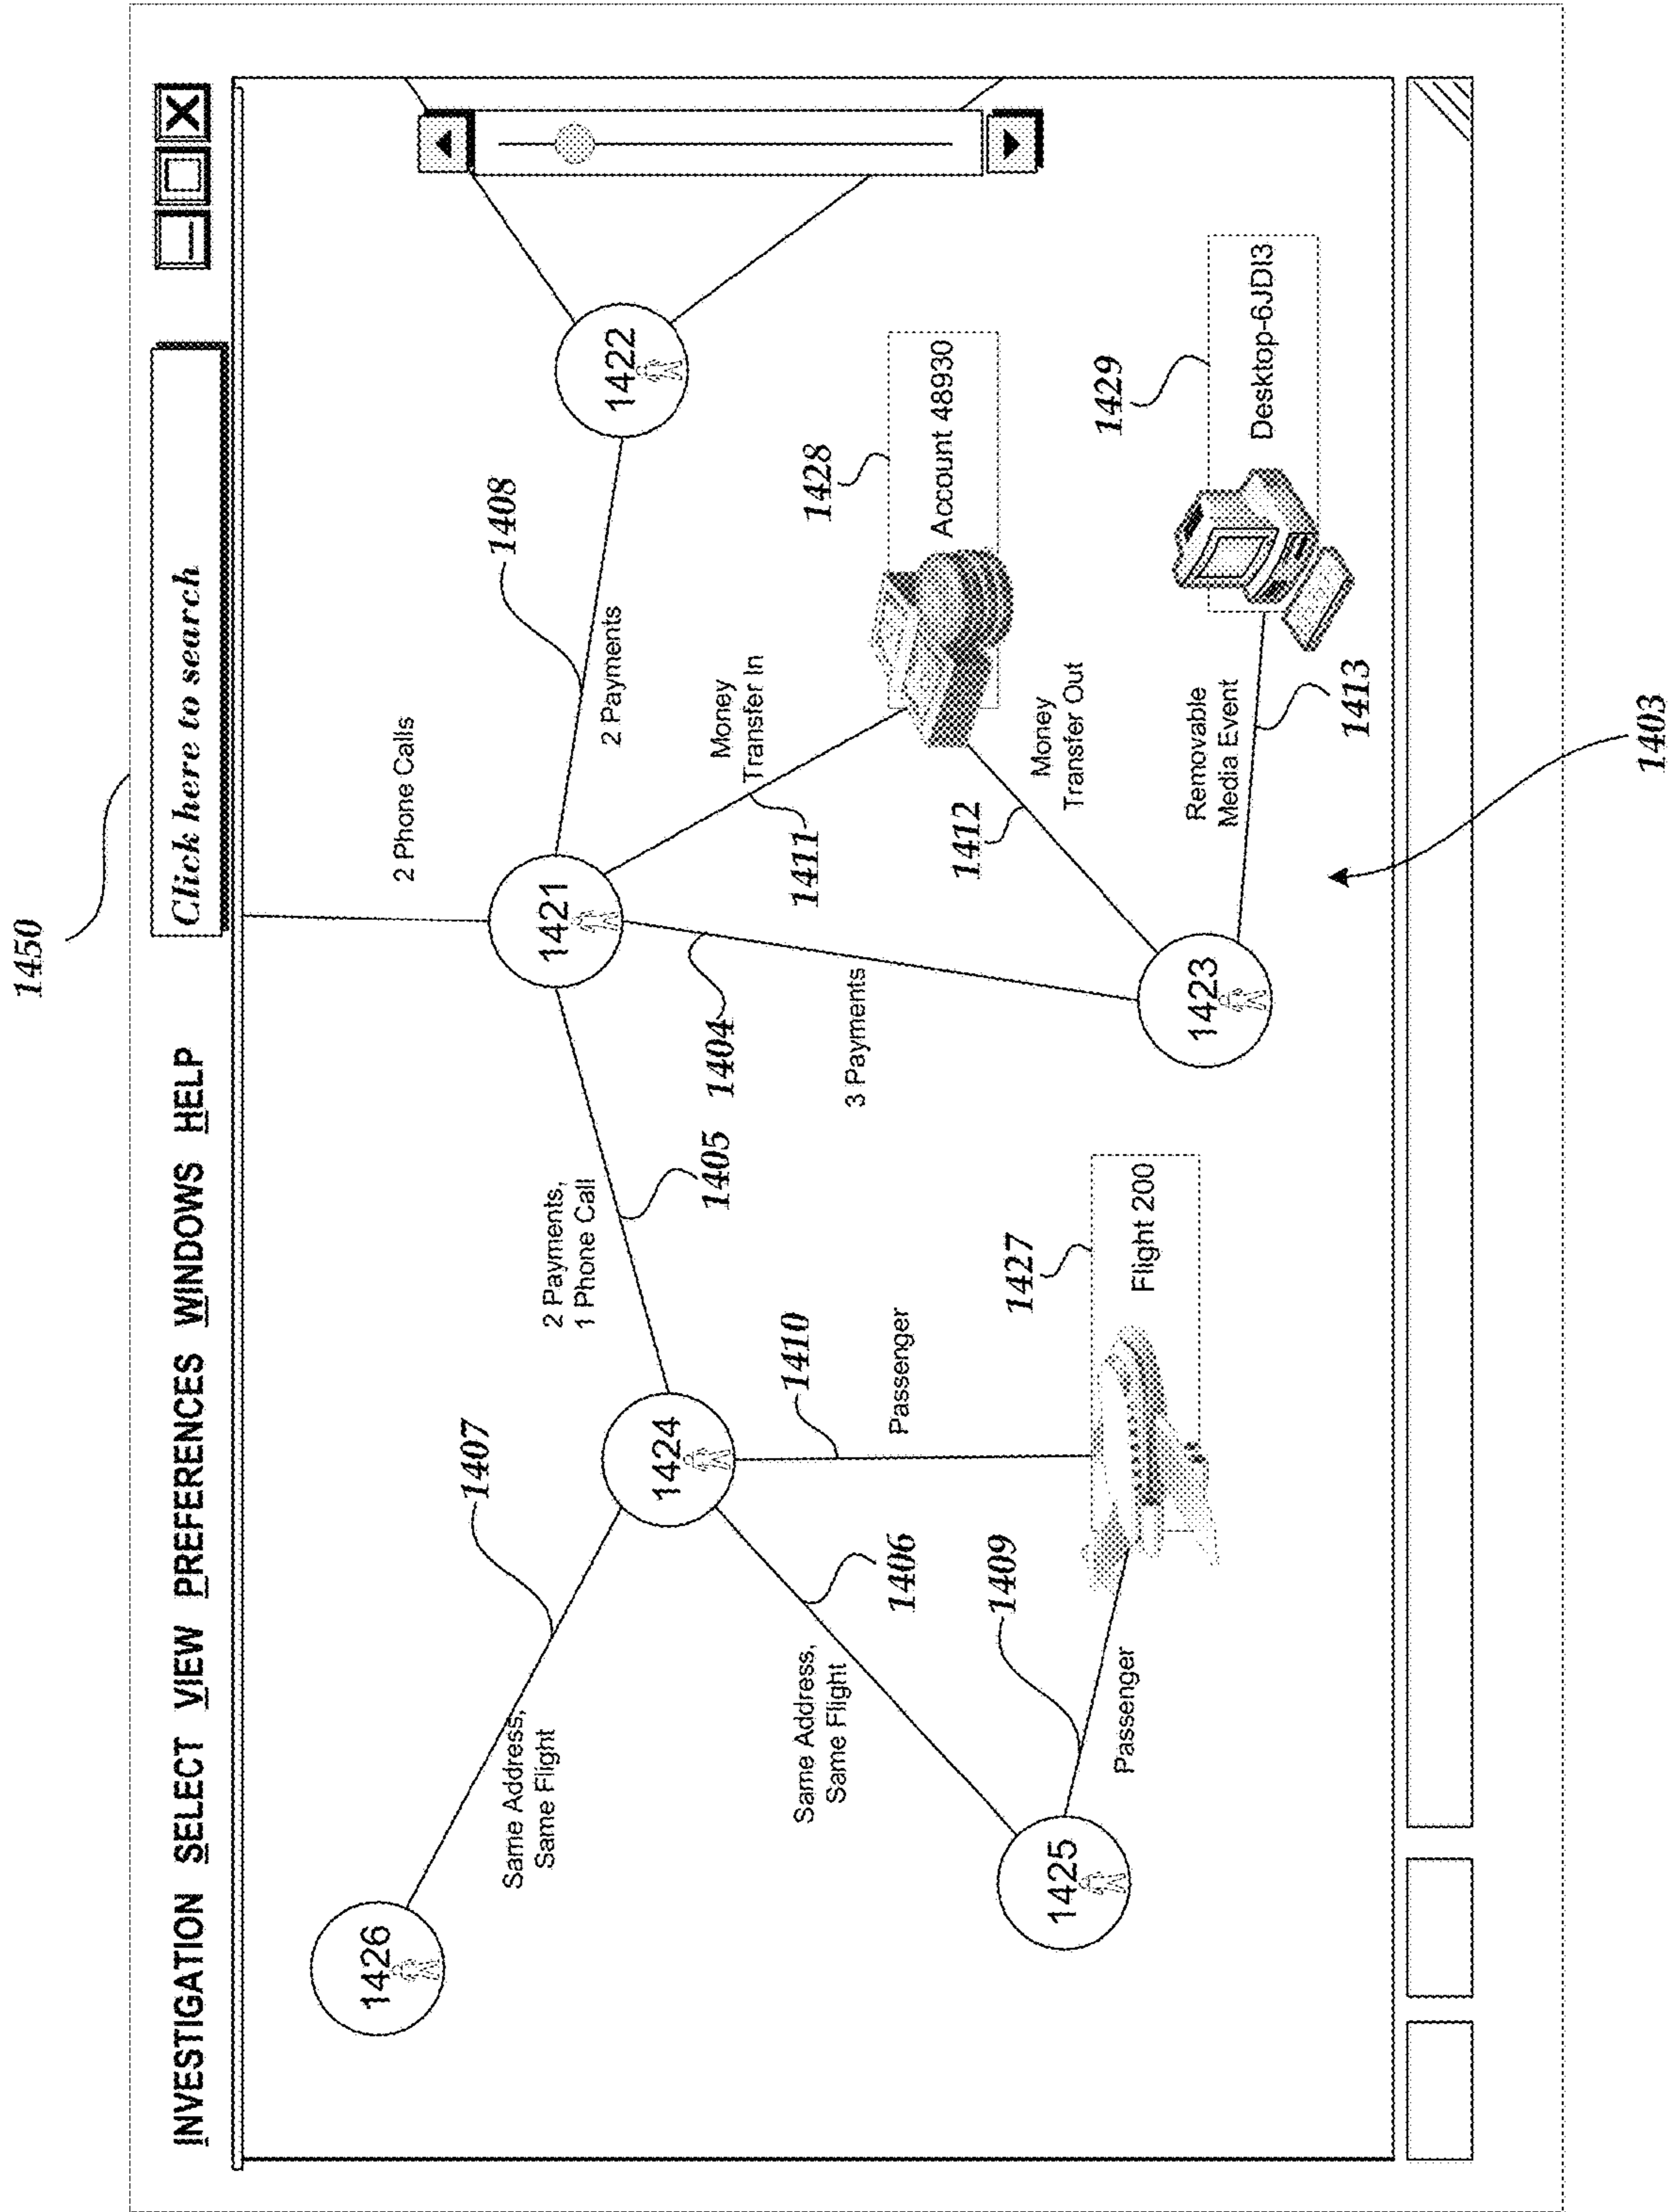 1450
INVESTIGATION SELECT VIEW PREFERENCES WINDOWS HELP
Click here to search
1426
1407
Same Address,
Same Flight
1424
2 Payments,
1 Phone Call
1405
1421
2 Phone Calls
1408
2 Payments
1422
1404
3 Payments
Money
Transfer In
1411
1428
Account 48930
1412
Money
Transfer Out
1410
Passenger
Same Address,
Same Flight
1406
1409
Passenger
1425
1427
Flight 200
1423
Removable
Media Event
1413
1429
Desktop-6JDI3
1403